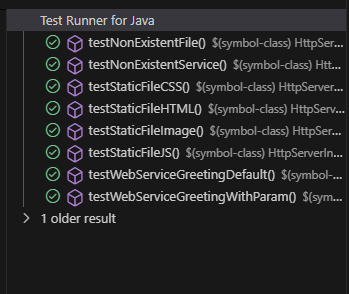 Test Runner for Java
testNonExistentFile() $(symbol-class) HttpSer...
testNonExistentService() $(symbol-class) Htt...
testStaticFileCSS() $(symbol-class) HttpServer...
testStaticFileHTML() $(symbol-class) HttpServ...
testStaticFileImage() $(symbol-class) HttpSer...
testStaticFileJS() $(symbol-class) HttpServerIn...
testWebServiceGreetingDefault() $(symbol-...
testWebServiceGreetingWithParam() $(sym...
1 older result